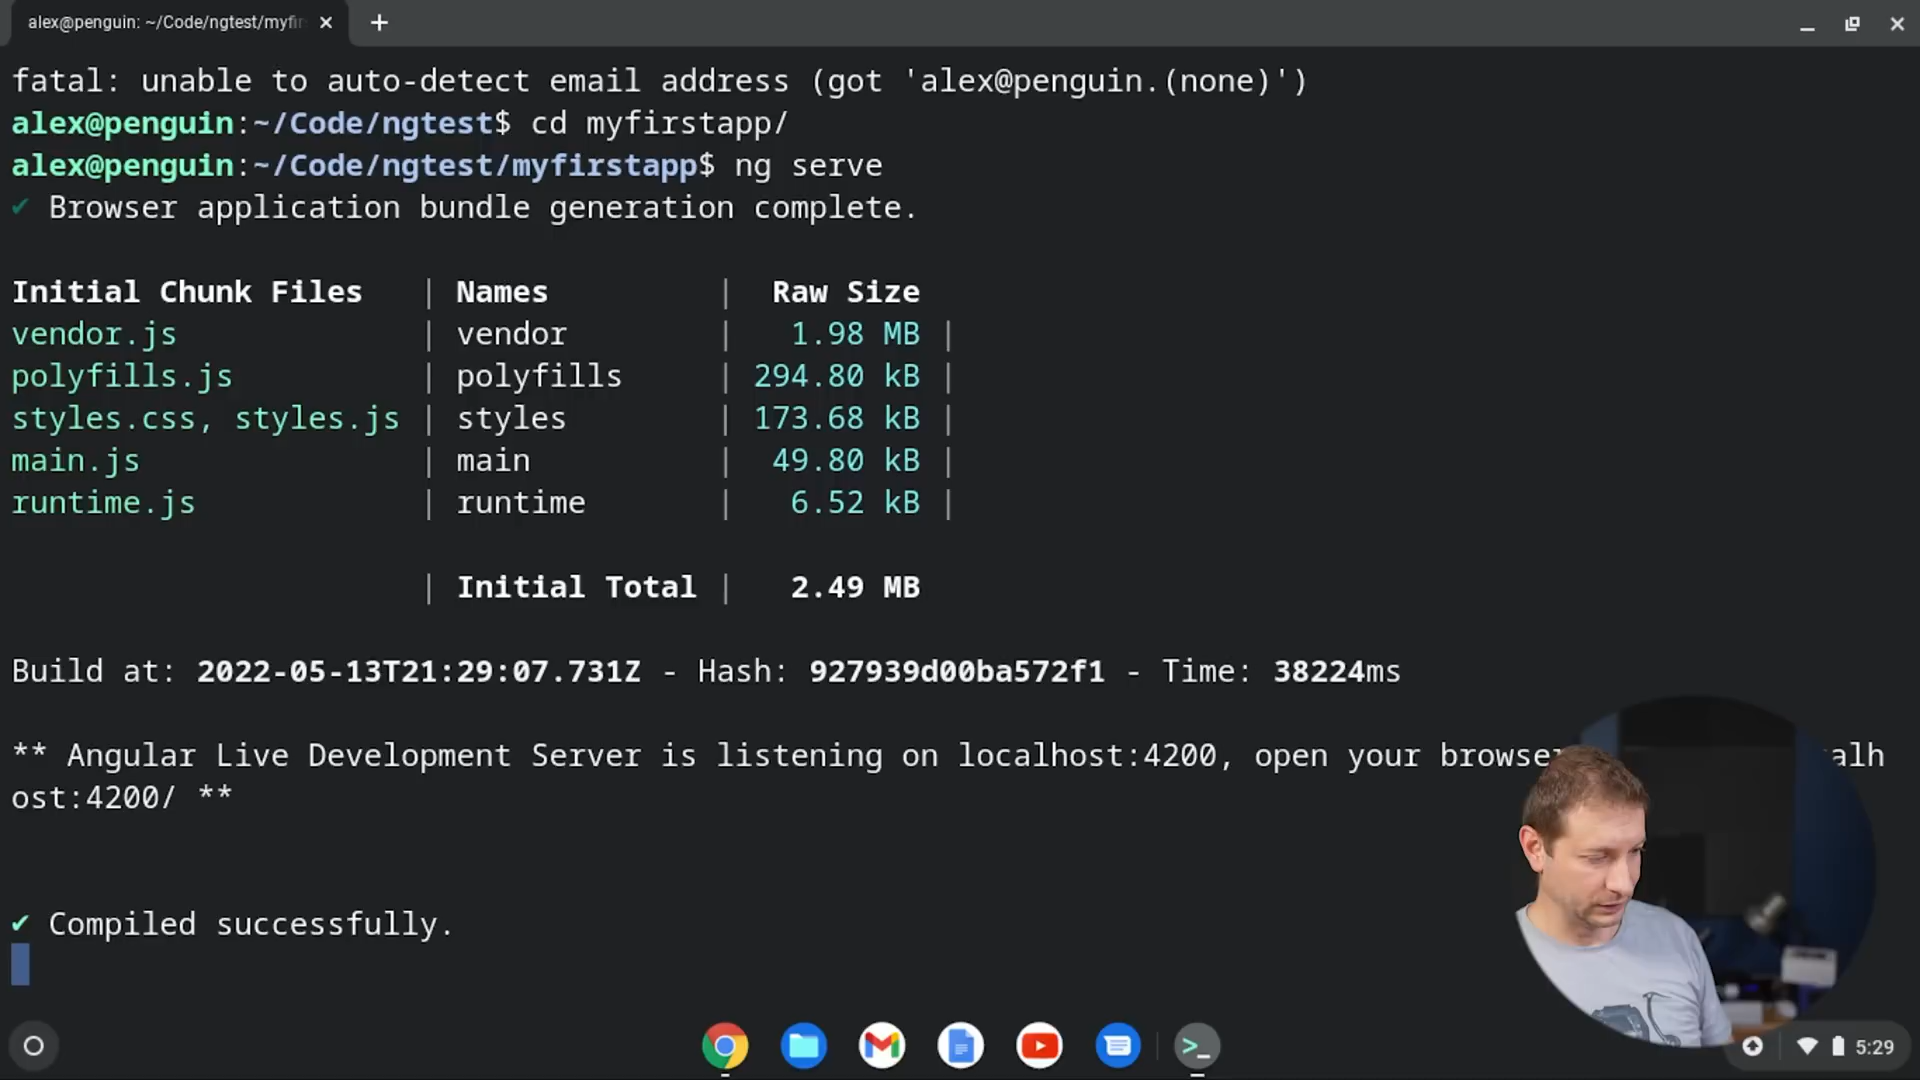 alex@penguin: ~/Code/ngtest/myfir
fatal: unable to auto-detect email address (got 'alex@penguin.(none)')
alex@penguin:~/Code/ngtest$ cd myfirstapp/
alex@penguin:~/Code/ngtest/myfirstapp$ ng serve
✔ Browser application bundle generation complete.
Initial Chunk Files | Names | Raw Size
vendor.js | vendor | 1.98 MB |
polyfills.js | polyfills | 294.80 kB |
styles.css, styles.js | styles | 173.68 kB |
main.js | main | 49.80 kB |
runtime.js | runtime | 6.52 kB |
| Initial Total | 2.49 MB
Build at: 2022-05-13T21:29:07.731Z - Hash: 927939d00ba572f1 - Time: 38224ms
** Angular Live Development Server is listening on localhost:4200, open your browse alh
ost:4200/ **
✔ Compiled successfully.
5:29